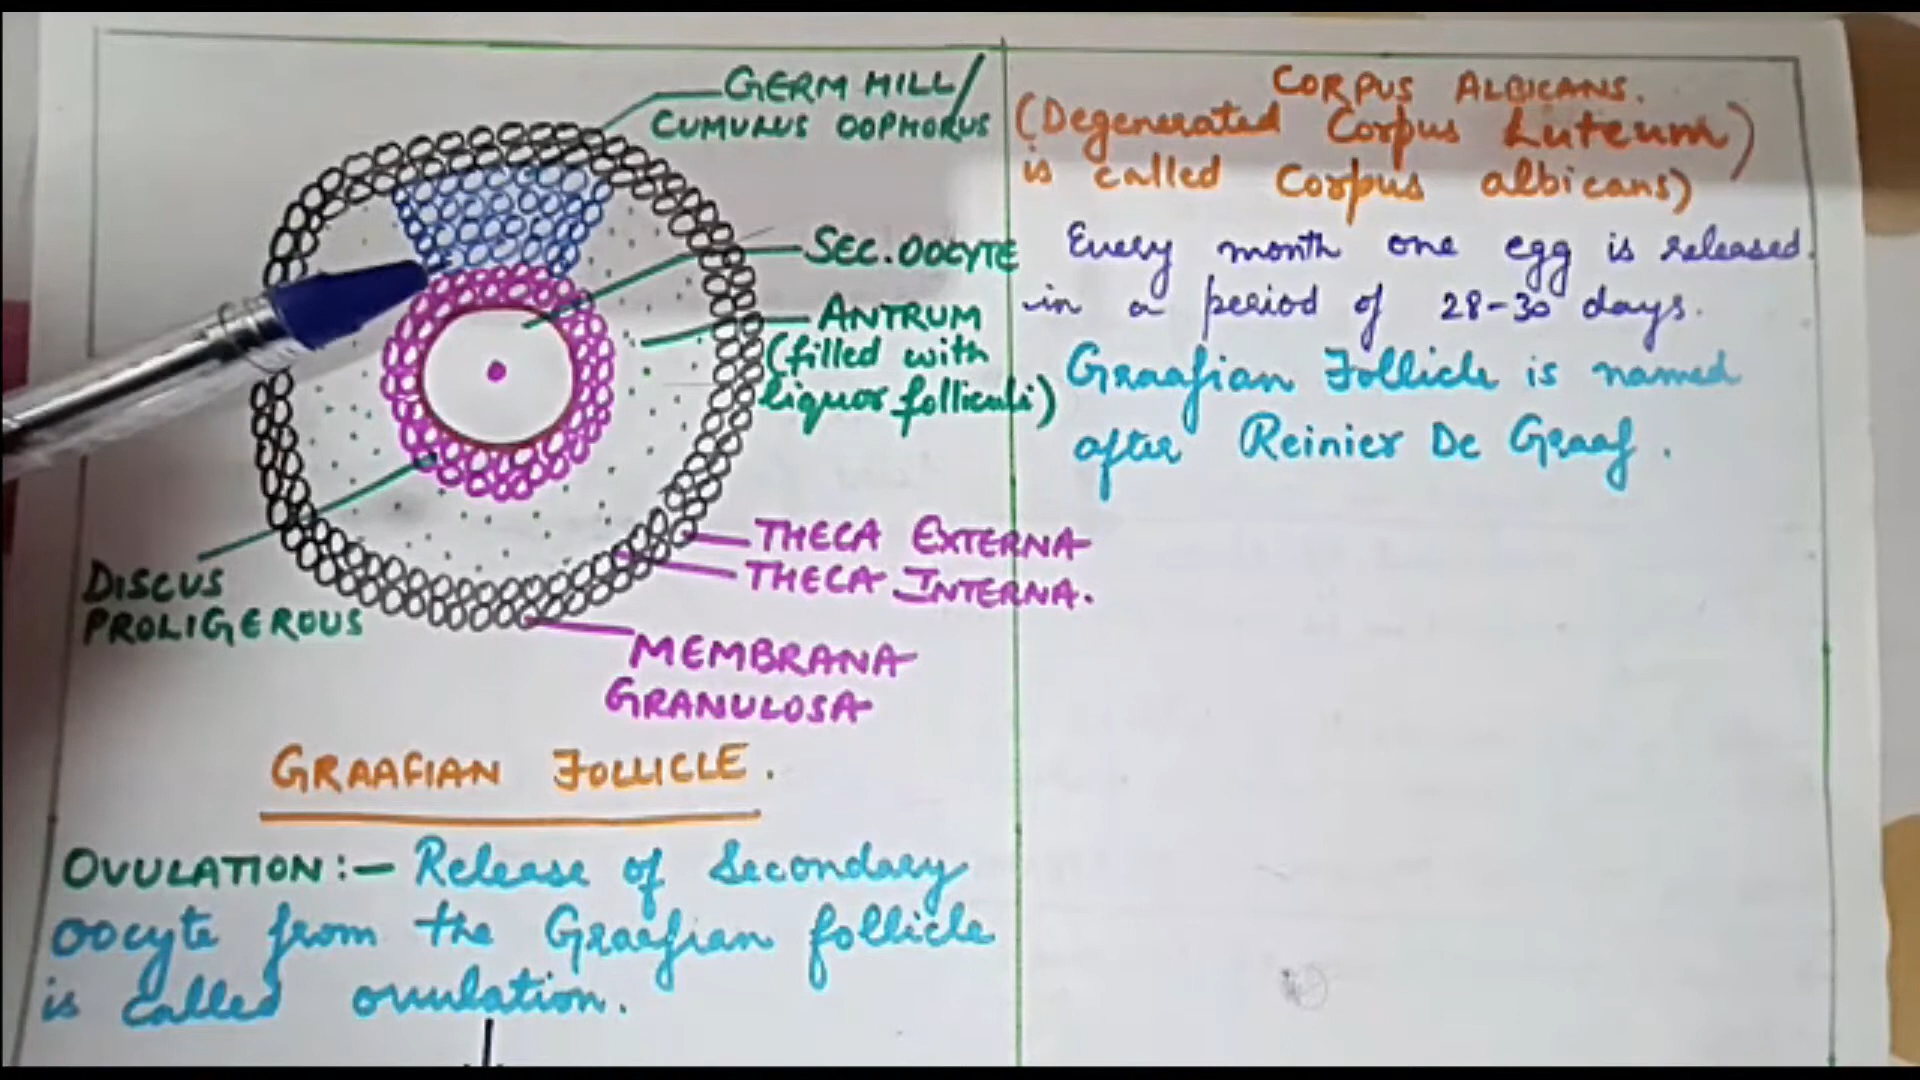 GERM HILL/
CUMULUS OOPHORUS
SEC. OOCYTE
ANTRUM
(filled with
liquor folliculi)
DISCUS
PROLIGEROUS
THECA EXTERNA
THECA INTERNA.
MEMBRANA
GRANULOSA
GRAAFIAN FOLLICLE.
OVULATION:- Release of Secondary
oocyte from the Graafian follicle
is called ovulation.
CORPUS ALBICANS.
(Degenerated Corpus Luteum)
is called Corpus albicans)
Every month one egg is released
in a period of 28-30 days.
Graafian Follicle is named
after Reinier De Graaf.